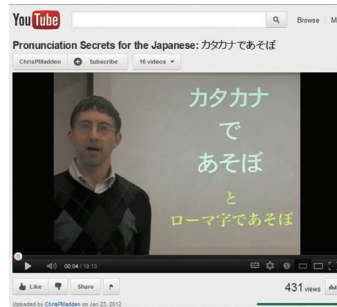 YouTube
Browse
Pronunciation Secrets for the Japanese: カタカナであそぼ
ChrisPMadden
Subscribe
16 videos
カタカナ
で
あそぼ
と
ローマ字であそぼ
00:04 / 10:13
Like
Share
431 views
Uploaded by ChrisPMadden on Jan 23, 2012